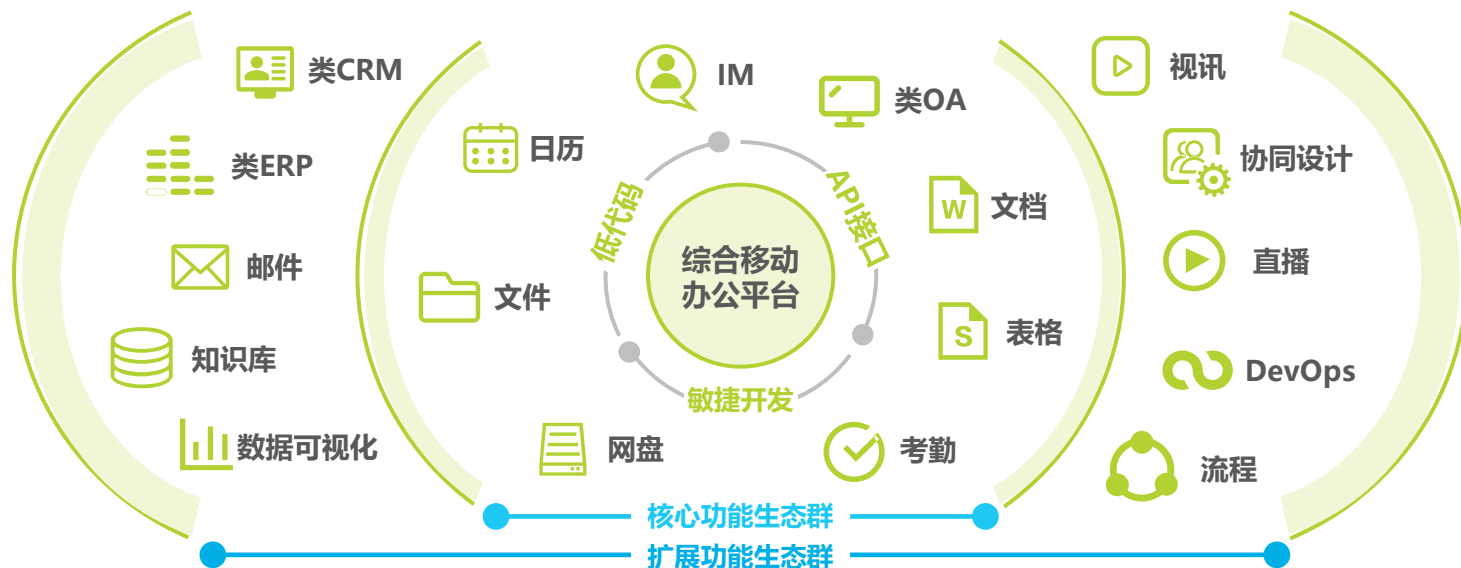 类CRM
类ERP
邮件
知识库
数据可视化
IM
类OA
日历
文档
文件
表格
网盘
考勤
低代码
API接口
敏捷开发
综合移动
办公平台
W
S
视讯
协同设计
直播
DevOps
流程
核心功能生态群
扩展功能生态群